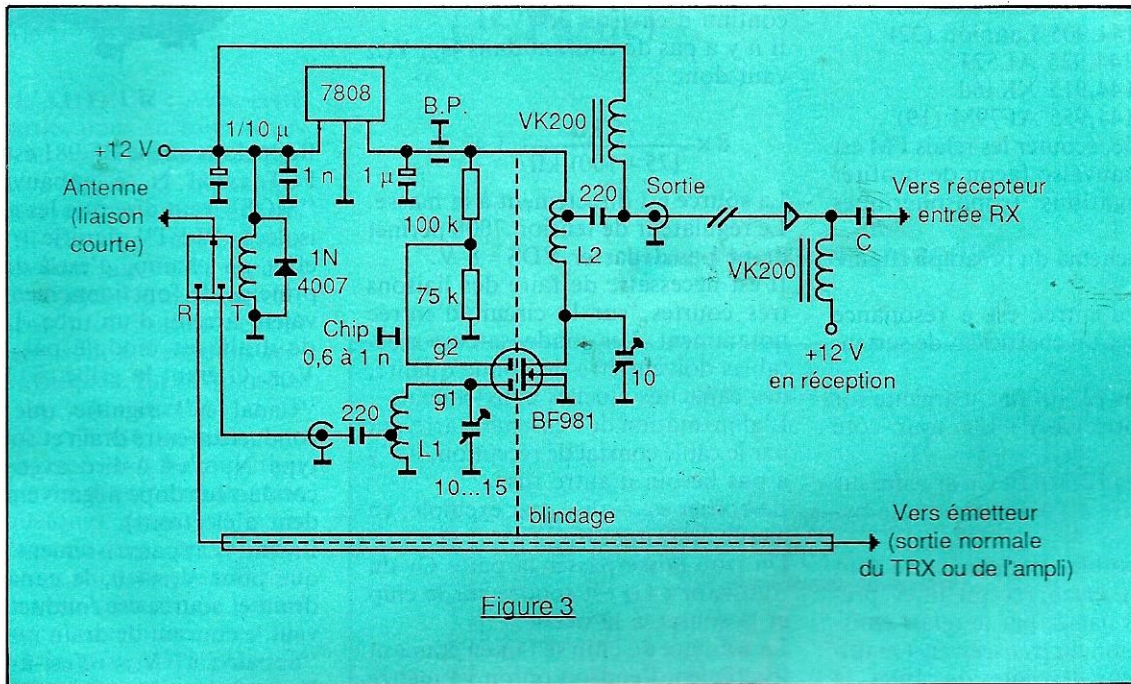 7808
B.P.
1/10 µ
+12 V
1 n
1 µ
VK200
Antenne
(liaison
courte)
100 k
220
Sortie
Vers récepteur
entrée RX
L2
C
1N
4007
R
T
75 k
VK200
Chip
0,6 à 1 n
g2
10
+12 V
en réception
g1
BF981
220
L1
10...15
blindage
Vers émetteur
(sortie normale
du TRX ou de l'ampli)
Figure 3